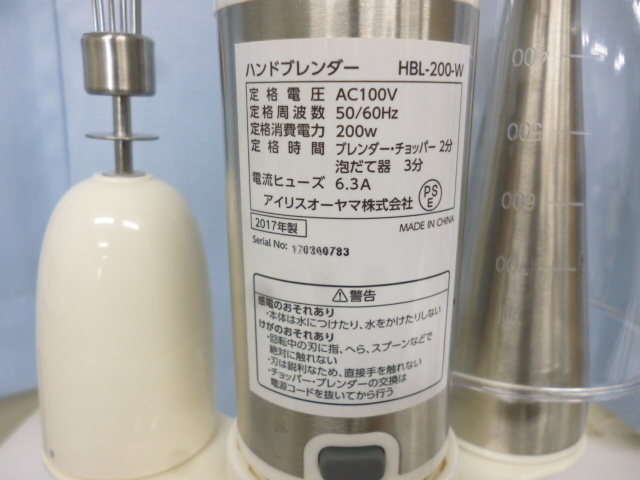 ハンドブレンダー HBL-200-W
定格電圧 AC100V
定格周波数 50/60Hz
定格消費電力 200w
定格時間 ブレンダー・チョッパー 2分
泡だて器 3分
電流ヒューズ 6.3A
アイリスオーヤマ株式会社
PS
E
2017年製
MADE IN CHINA
Serial No: 170300783
⚠警告
感電のおそれあり
・本体は水につけたり、水をかけたりしない
けがのおそれあり
・回転中の刃に指、へら、スプーンなどで
絶対に触れない
・刃は鋭利なため、直接手を触れない
・チョッパー・ブレンダーの交換は
電源コードを抜いてから行う
400
500
600
700